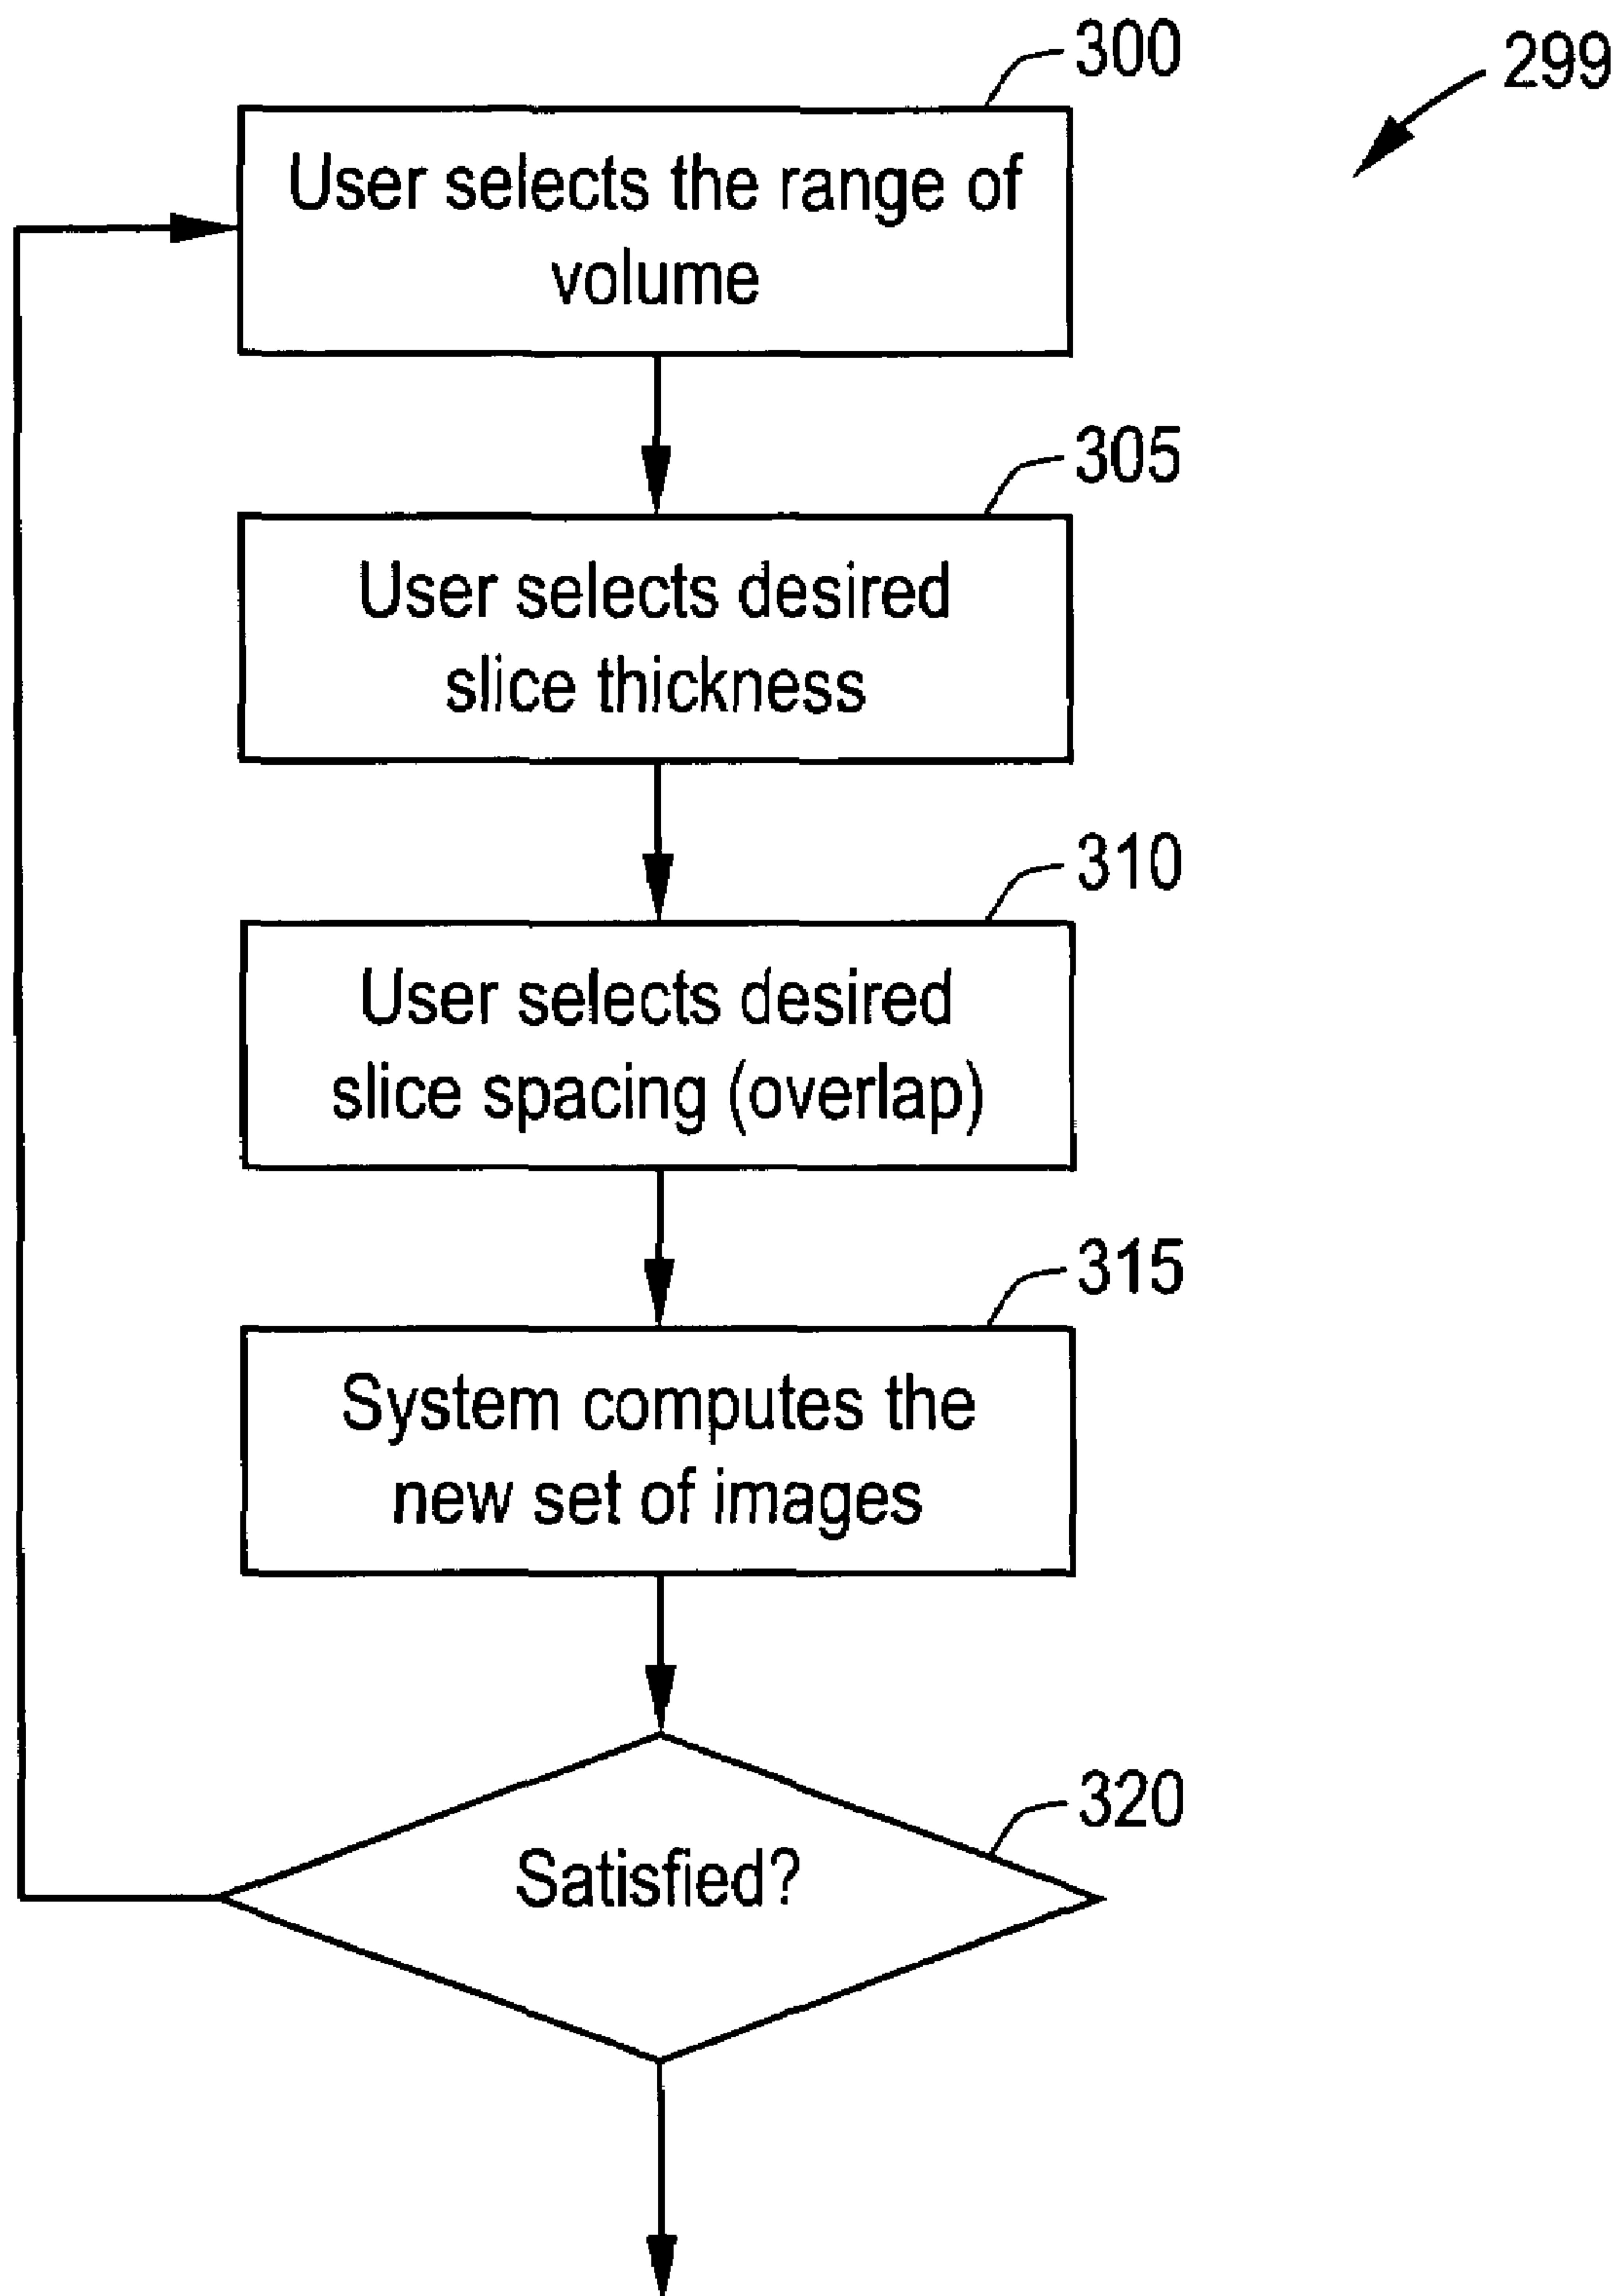 300
299
User selects the range of
volume
305
User selects desired
slice thickness
310
User selects desired
slice spacing (overlap)
315
System computes the
new set of images
320
Satisfied?